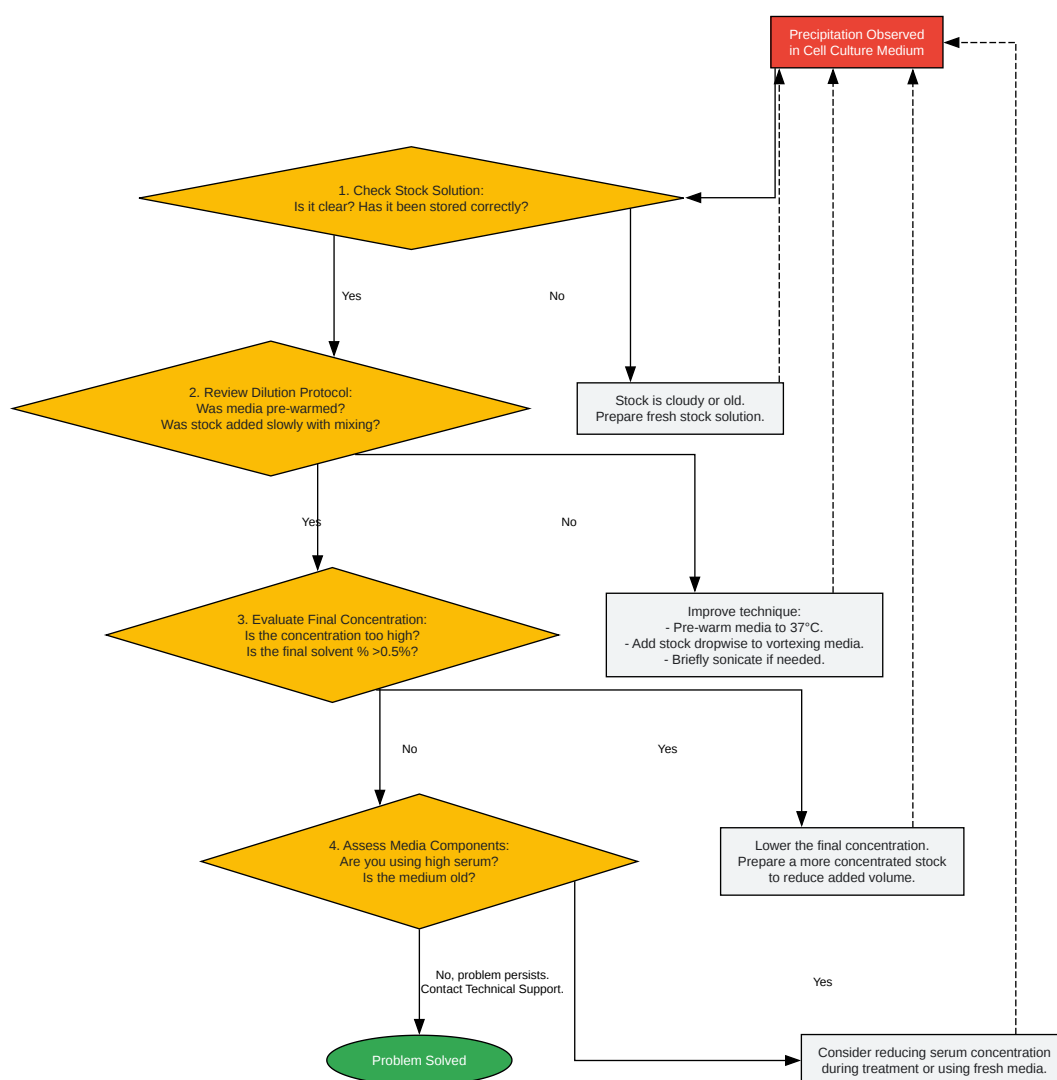 Precipitation Observed
in Cell Culture Medium
1. Check Stock Solution:
Is it clear? Has it been stored correctly?
Yes
No
2. Review Dilution Protocol:
Was media pre-warmed?
Was stock added slowly with mixing?
Stock is cloudy or old.
Prepare fresh stock solution.
Yes
No
3. Evaluate Final Concentration:
Is the concentration too high?
Is the final solvent % >0.5%?
Improve technique:
- Pre-warm media to 37°C.
- Add stock dropwise to vortexing media.
- Briefly sonicate if needed.
No
Yes
4. Assess Media Components:
Are you using high serum?
Is the medium old?
Lower the final concentration.
Prepare a more concentrated stock
to reduce added volume.
No, problem persists.
Contact Technical Support.
Yes
Problem Solved
Consider reducing serum concentration
during treatment or using fresh media.